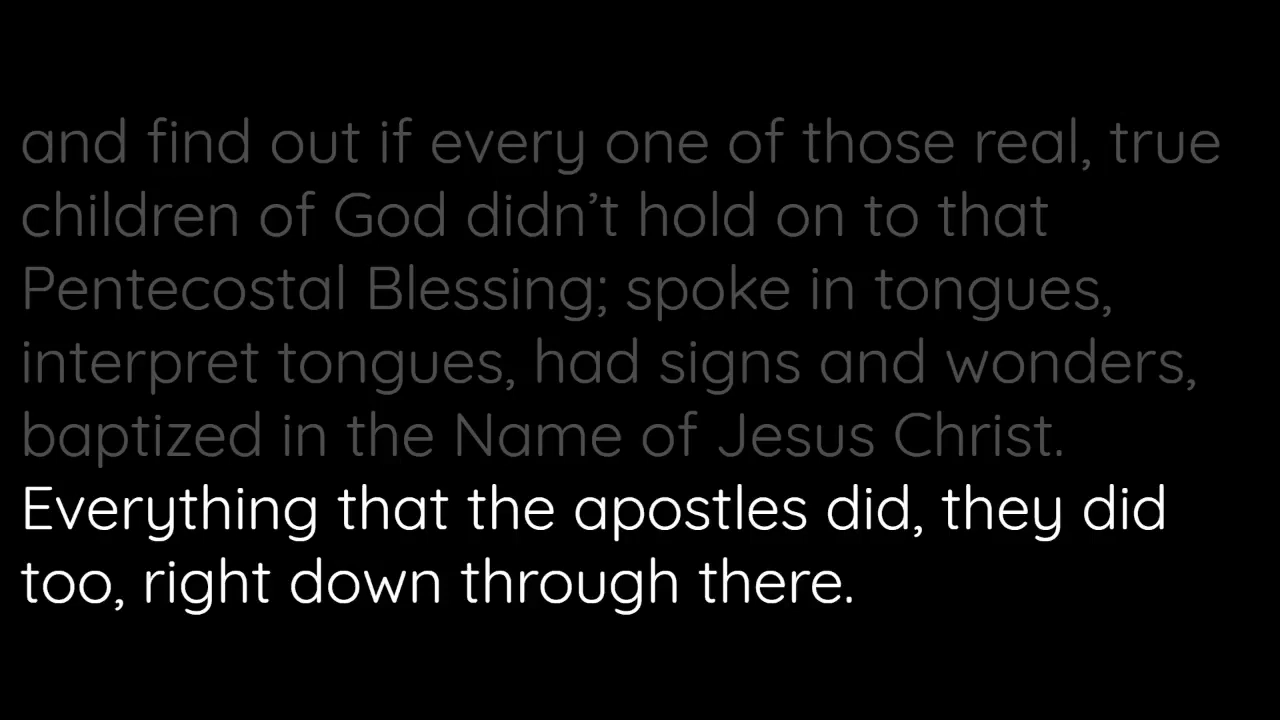 and find out if every one of those real, true
children of God didn’t hold on to that
Pentecostal Blessing; spoke in tongues,
interpret tongues, had signs and wonders,
baptized in the Name of Jesus Christ.
Everything that the apostles did, they did
too, right down through there.